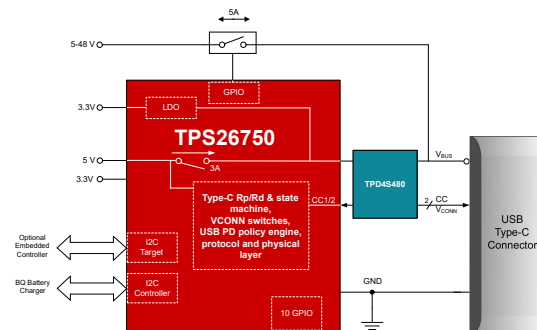 5A
5-48 V
GPIO
3.3V
LDO
TPS26750
5 V
3A
3.3V
TPD4S480
VBUS
Type-C Rp/Rd & state
machine,
VCONN switches,
USB PD policy engine,
protocol and physical
layer
CC1/2
2
CC
VCONN
USB
Type-C
Connector
Optional
Embedded
Controller
I2C
Target
BQ Battery
Charger
I2C
Controller
GND
10 GPIO